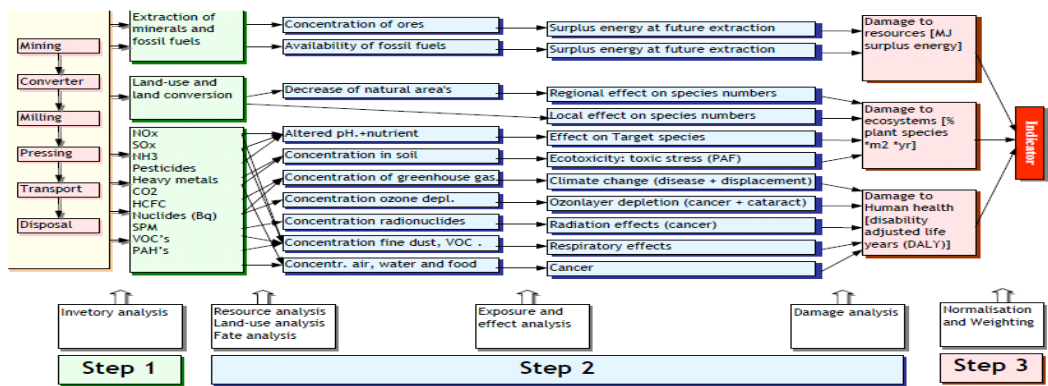 Mining
Converter
Milling
Pressing
Transport
Disposal
Extraction of
minerals and
fossil fuels
Land-use and
land conversion
NOx
SOx
NH3
Pesticides
Heavy metals
CO2
HCFC
Nuclides (Bq)
SPM
VOC's
PAH's
Concentration of ores
Availability of fossil fuels
Decrease of natural area's
Altered pH.+nutrient
Concentration in soil
Concentration of greenhouse gas
Concentration ozone depl.
Concentration radionuclides
Concentration fine dust, VOC .
Concentr. air, water and food
Surplus energy at future extraction
Surplus energy at future extraction
Regional effect on species numbers
Local effect on species numbers
Effect on Target species
Ecotoxicity: toxic stress (PAF)
Climate change (disease + displacement)
Ozonlayer depletion (cancer + cataract)
Radiation effects (cancer)
Respiratory effects
Cancer
Damage to
resources [MJ
surplus energy]
Damage to
ecosystems [%
plant species
*m2 *yr]
Damage to
Human health
[disability
adjusted life
years (DALY)]
Indicator
Invetory analysis
Resource analysis
Land-use analysis
Fate analysis
Exposure and
effect analysis
Damage analysis
Normalisation
and Weighting
Step 1
Step 2
Step 3